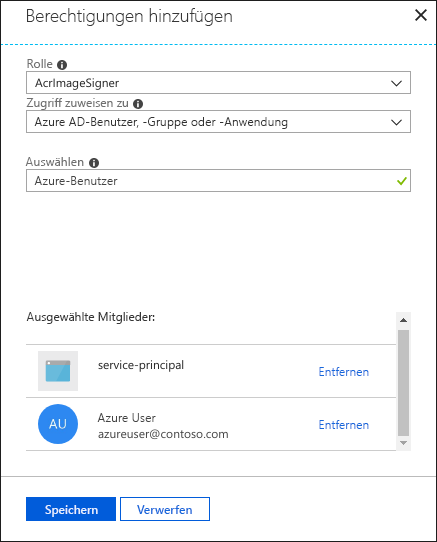 Berechtigungen hinzufügen
Rolle
AcrImageSigner
Zugriff zuweisen zu
Azure AD-Benutzer, -Gruppe oder -Anwendung
Auswählen
Azure-Benutzer
Ausgewählte Mitglieder:
service-principal
Entfernen
AU
Azure User
azureuser@contoso.com
Entfernen
Speichern
Verwerfen